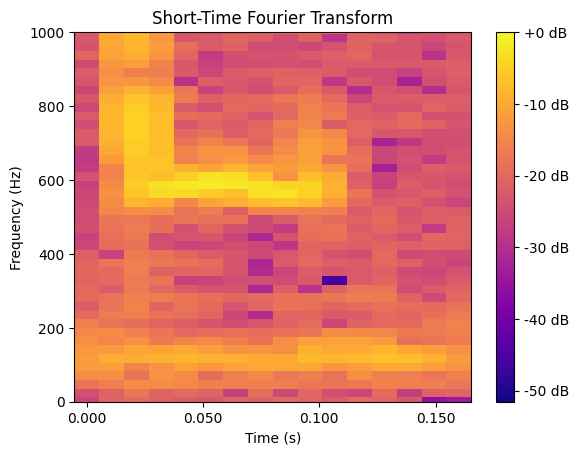 Short-Time Fourier Transform
1000
800
600
400
200
0
Frequency (Hz)
0.000
0.050
0.100
0.150
Time (s)
+0 dB
-10 dB
-20 dB
-30 dB
-40 dB
-50 dB